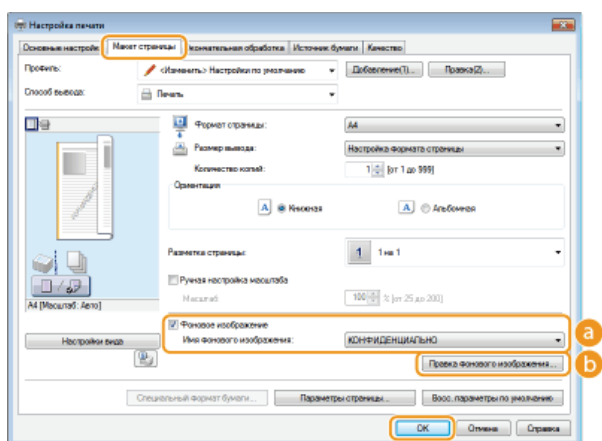 Настройка печати
Основные настройки Макет страницы Окончательная обработка Источник бумаги Качество
Профиль: <Изменить> Настройки по умолчанию Добавление(1)... Правка(2)...
Способ вывода: Печать
Формат страницы: A4
Размер вывода: Настройка формата страницы
Количество копий: 1 [от 1 до 999]
Ориентация
A Книжная A Альбомная
Разметка страницы: 1 1 на 1
Ручная настройка масштаба
Масштаб: 100 % [от 25 до 200]
A4 [Масштаб: Авто]
Фоновое изображение
Имя фонового изображения: КОНФИДЕНЦИАЛЬНО
a
Настройки вида
Правка фонового изображения...
b
Специальный формат бумаги... Параметры страницы... Восс. параметры по умолчанию
OK Отмена Справка